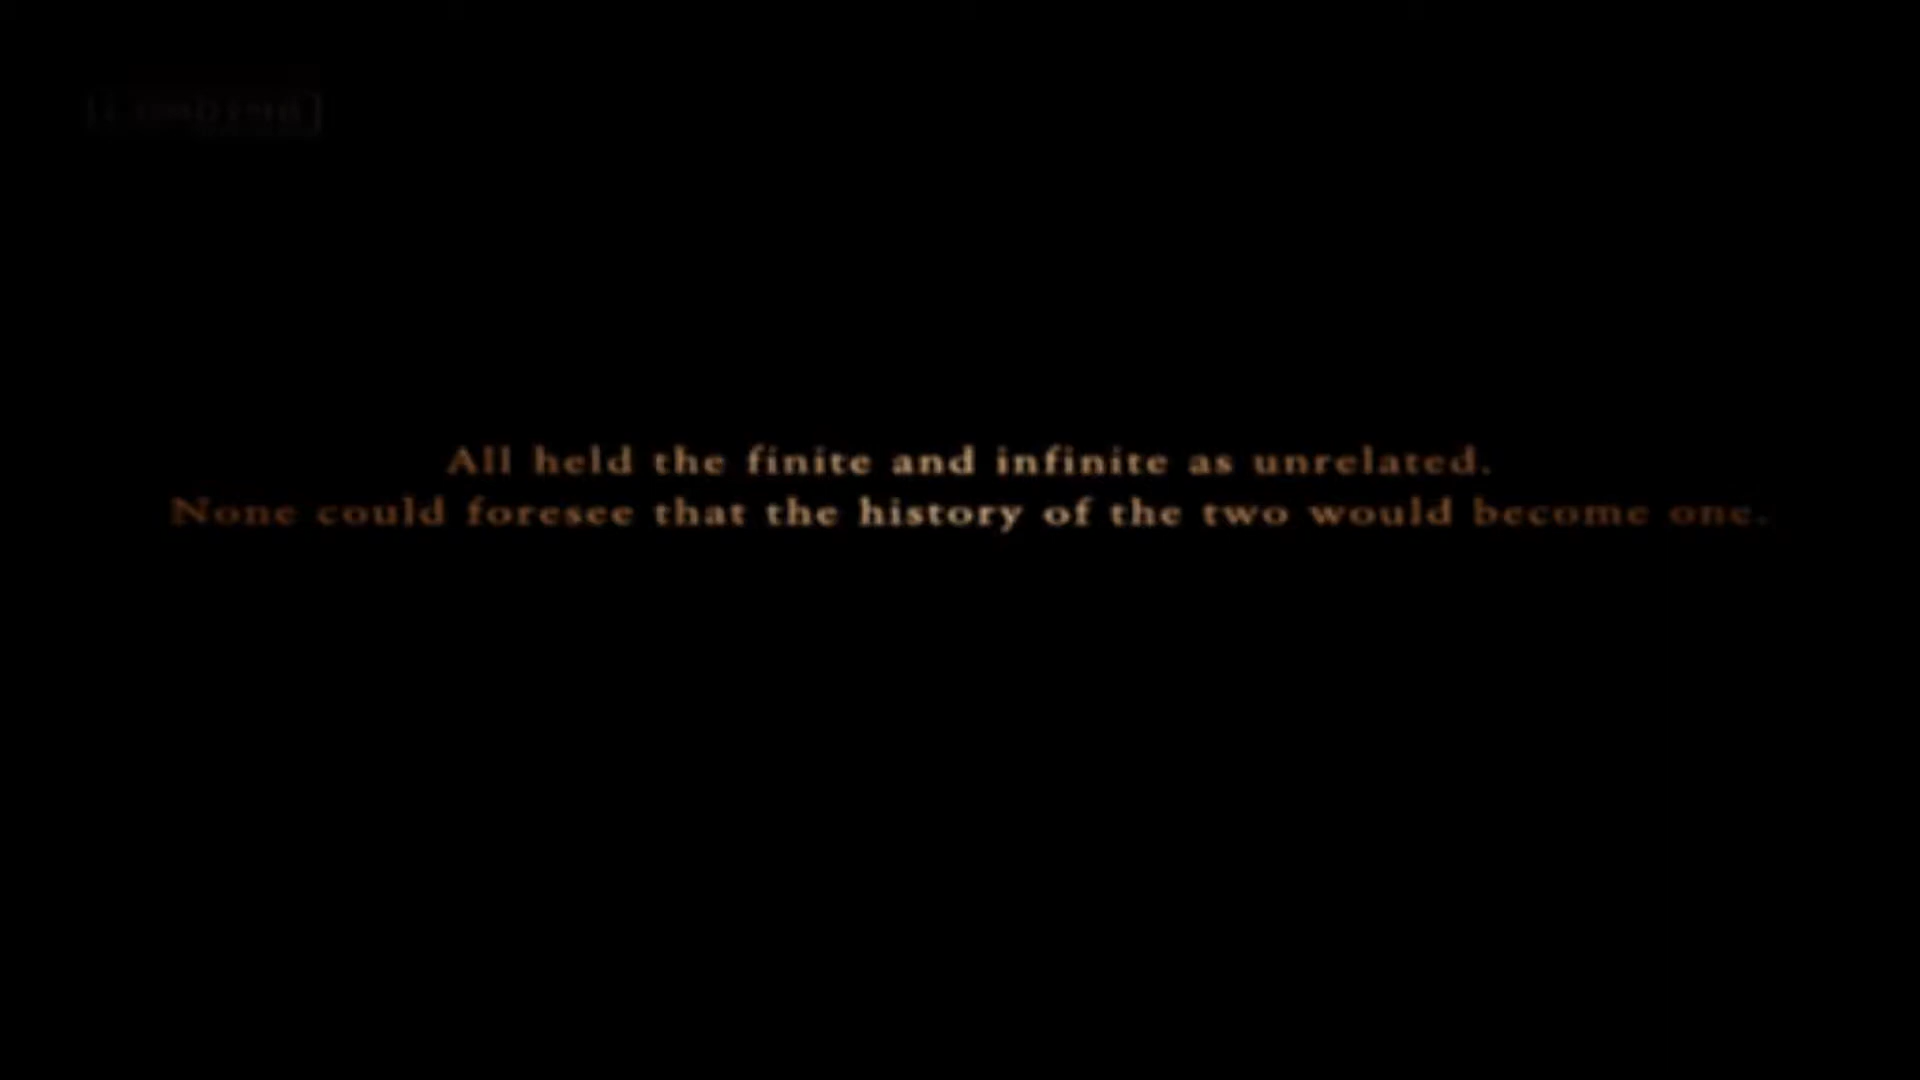 All held the finite and infinite as unrelated.
None could foresee that the history of the two would become one.